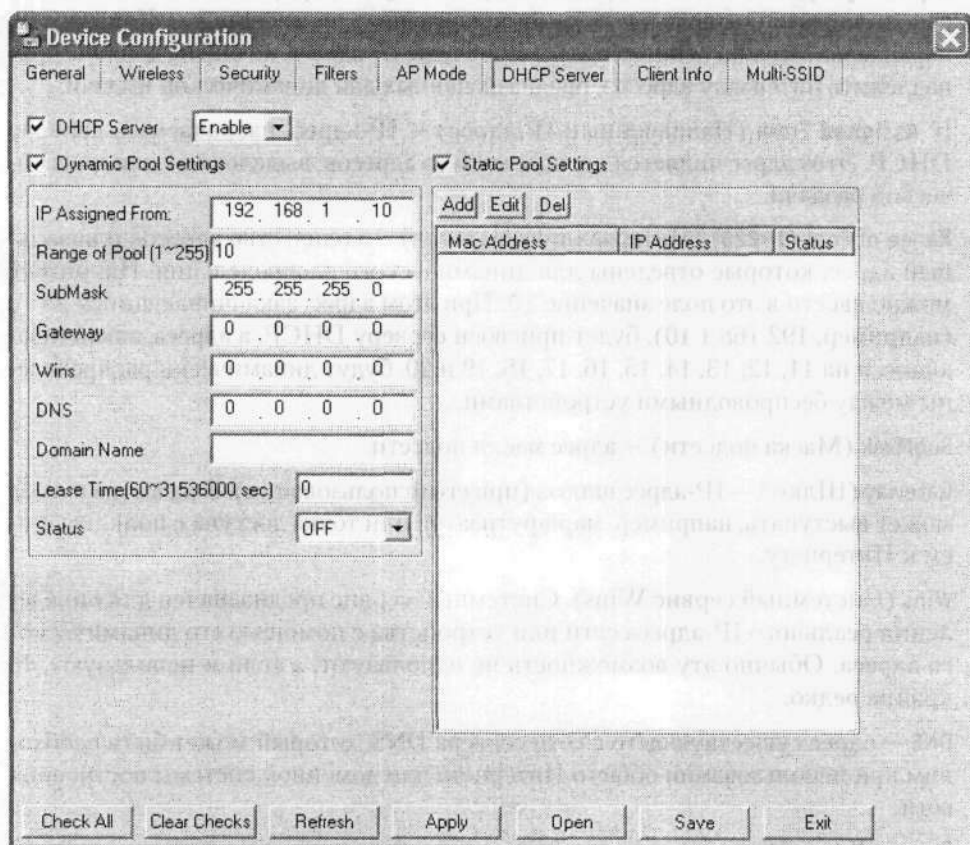 Device Configuration
General Wireless Security Filters AP Mode DHCP Server Client Info Multi-SSID
DHCP Server Enable
Dynamic Pool Settings Static Pool Settings
IP Assigned From: 192 . 168 . 1 . 10 Add Edit Del
Mac Address IP Address Status
Range of Pool (1~255) 10
SubMask 255 . 255 . 255 . 0
Gateway 0 . 0 . 0 . 0
Wins 0 . 0 . 0 . 0
DNS 0 . 0 . 0 . 0
Domain Name
Lease Time(60~31536000 sec) 0
Status OFF
Check All Clear Checks Refresh Apply Open Save Exit